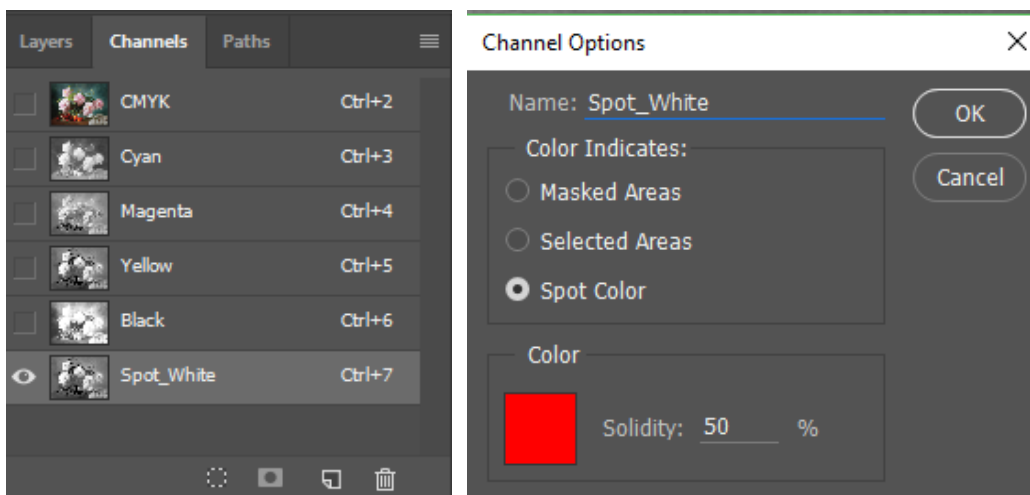 Layers Channels Paths
CMYK Ctrl+2
Cyan Ctrl+3
Magenta Ctrl+4
Yellow Ctrl+5
Black Ctrl+6
Spot_White Ctrl+7
Channel Options
Name: Spot_White
OK
Color Indicates:
Cancel
Masked Areas
Selected Areas
Spot Color
Color
Solidity: 50 %